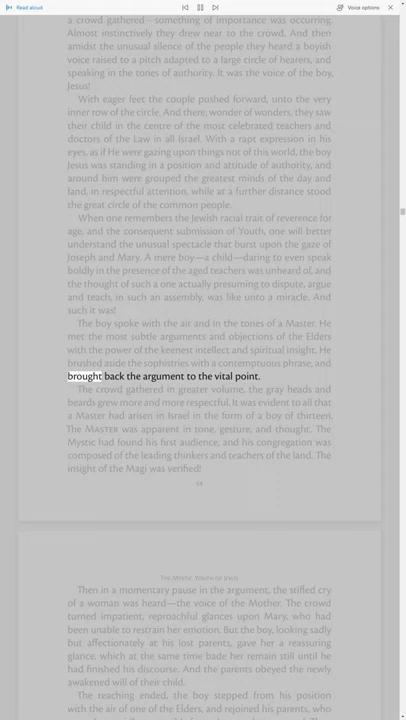 Read aloud
Voice options
a crowd gathered—something of importance was occurring.
Almost instinctively they drew near to the crowd. And then
amidst the unusual silence of the people they heard a boyish
voice raised to a pitch adapted to a large circle of hearers, and
speaking in the tones of authority. It was the voice of the boy,
Jesus!
With eager feet the couple pushed forward, unto the very
inner row of the circle. And there, wonder of wonders, they saw
their child in the centre of the most celebrated teachers and
doctors of the Law in all Israel. With a rapt expression in his
eyes, as if He were gazing upon things not of this world, the boy
Jesus was standing in a position and attitude of authority, and
around him were grouped the greatest minds of the day and
land, in respectful attention, while at a further distance stood
the great circle of the common people.
When one remembers the Jewish racial trait of reverence for
age, and the consequent submission of Youth, one will better
understand the unusual spectacle that burst upon the gaze of
Joseph and Mary. A mere boy—a child—daring to even speak
boldly in the presence of the aged teachers was unheard of, and
the thought of such a one actually presuming to dispute, argue
and teach, in such an assembly, was like unto a miracle. And
such it was!
The boy spoke with the air and in the tones of a Master. He
met the most subtle arguments and objections of the Elders
with the power of the keenest intellect and spiritual insight. He
brushed aside the sophistries with a contemptuous phrase, and
brought back the argument to the vital point.
The crowd gathered in greater volume, the gray heads and
beards grew more and more respectful. It was evident to all that
a Master had arisen in Israel in the form of a boy of thirteen.
The MASTER was apparent in tone, gesture, and thought. The
Mystic had found his first audience, and his congregation was
composed of the leading thinkers and teachers of the land. The
insight of the Magi was verified!
The Mystic Youth of Jesus
Then in a momentary pause in the argument, the stifled cry
of a woman was heard—the voice of the Mother. The crowd
turned impatient, reproachful glances upon Mary, who had
been unable to restrain her emotion. But the boy, looking sadly
but affectionately at his lost parents, gave her a reassuring
glance, which at the same time bade her remain still until he
had finished his discourse. And the parents obeyed the newly
awakened will of their child.
The teaching ended, the boy stepped from his position
with the air of one of the Elders, and rejoined his parents, who